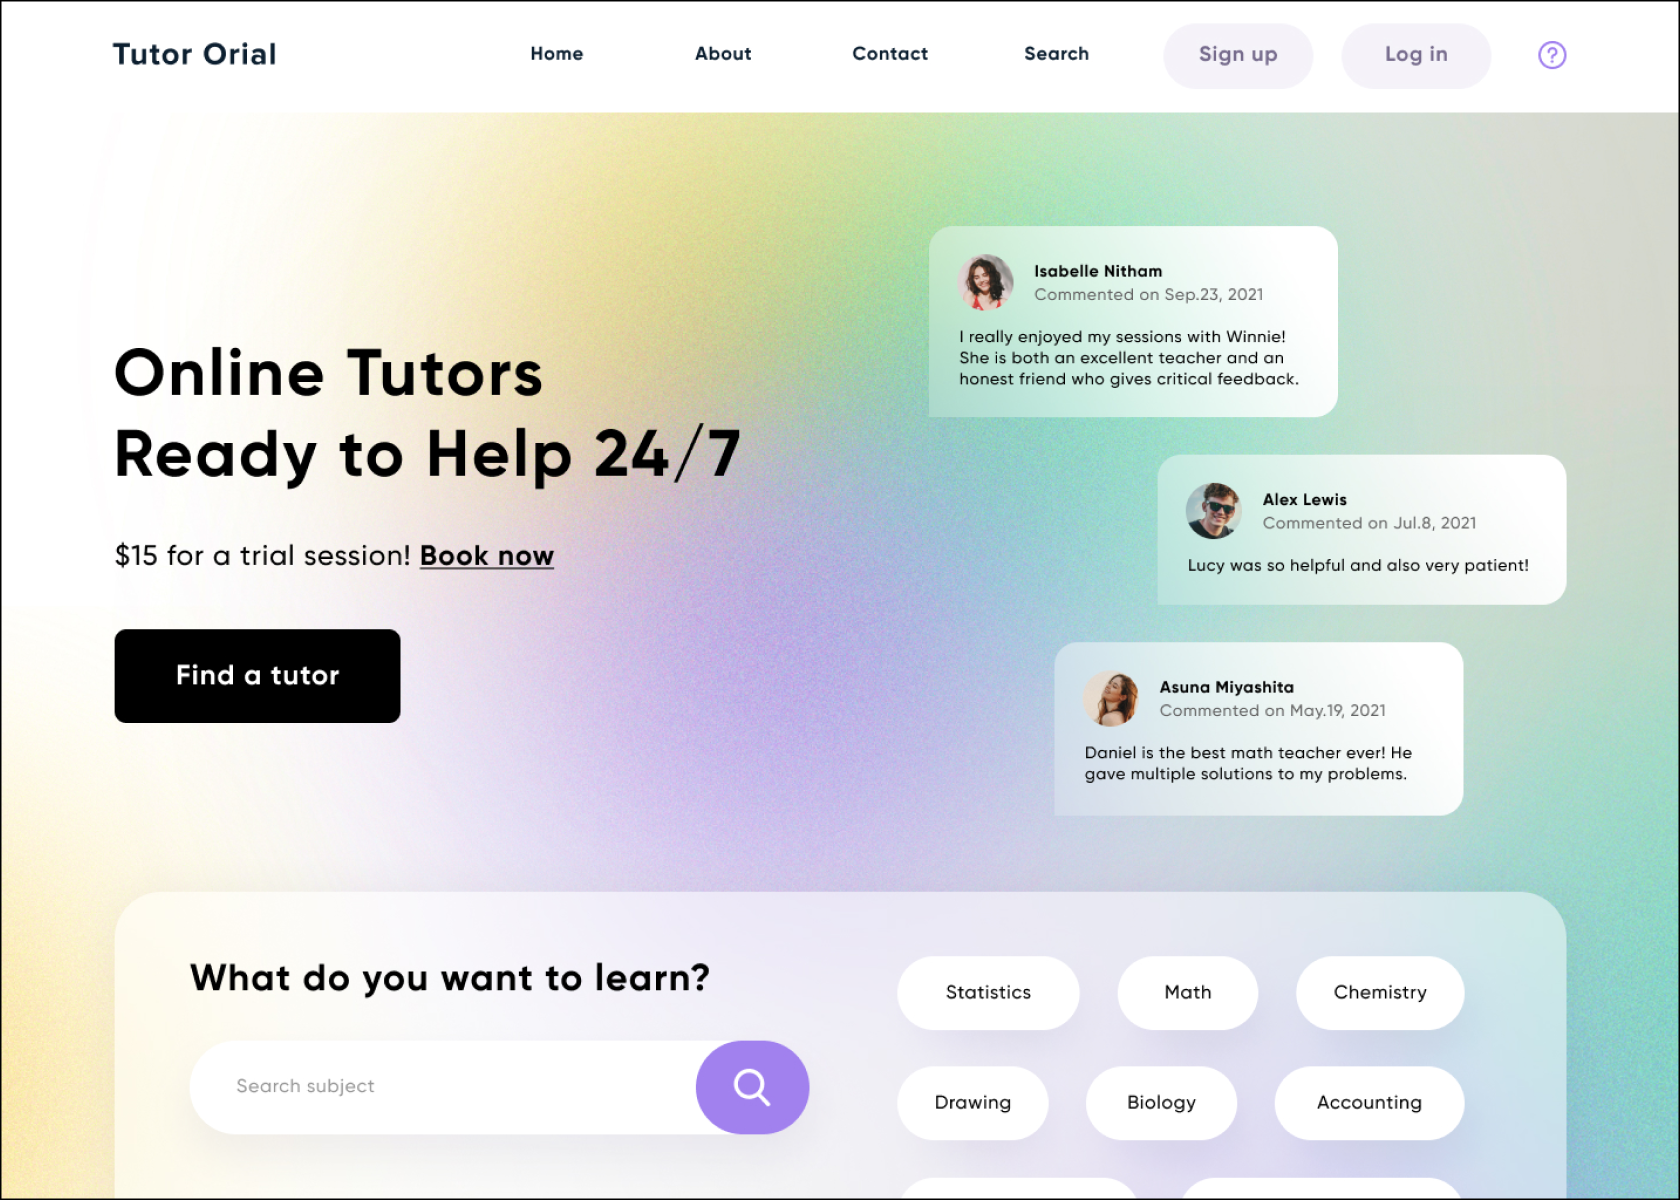 Tutor Orial
Home
About
Contact
Search
Sign up
Log in
?
Online Tutors
Ready to Help 24/7
$15 for a trial session! Book now
Find a tutor
Isabelle Nitham
Commented on Sep.23, 2021
I really enjoyed my sessions with Winnie!
She is both an excellent teacher and an
honest friend who gives critical feedback.
Alex Lewis
Commented on Jul.8, 2021
Lucy was so helpful and also very patient!
Asuna Miyashita
Commented on May.19, 2021
Daniel is the best math teacher ever! He
gave multiple solutions to my problems.
What do you want to learn?
Search subject
Statistics
Math
Chemistry
Drawing
Biology
Accounting